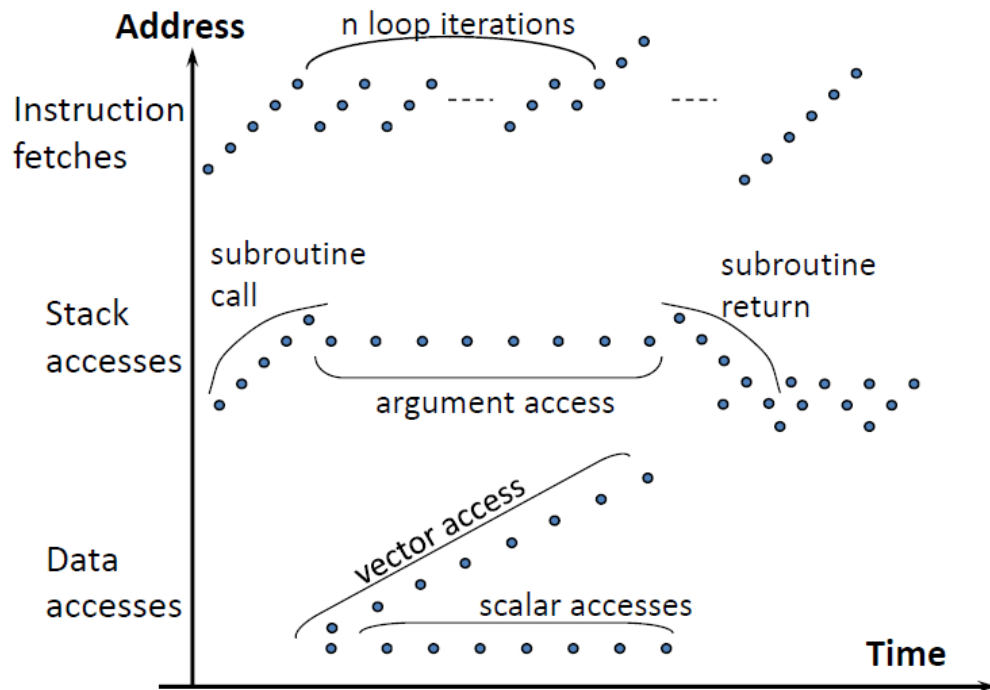 Address
n loop iterations
Instruction
fetches
subroutine
call
subroutine
return
Stack
accesses
argument access
vector access
Data
accesses
scalar accesses
Time